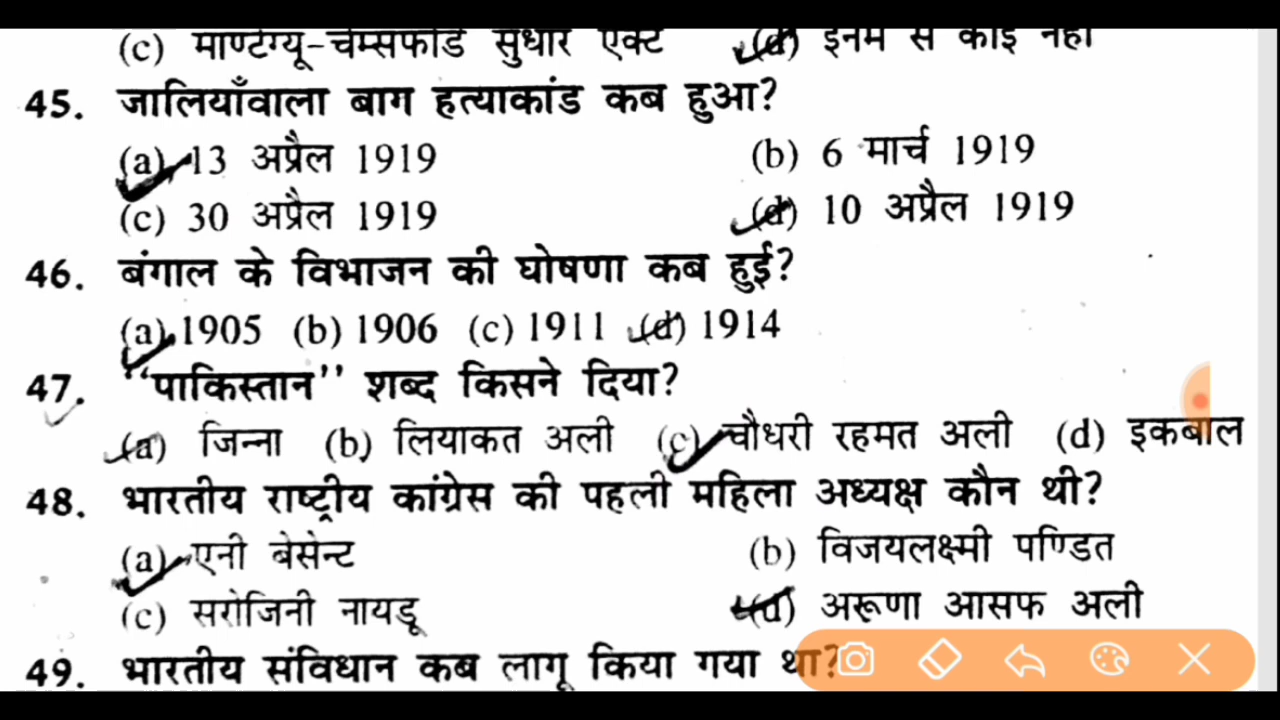 (c) माण्टेग्यू-चेम्सफोर्ड सुधार एक्ट (d) इनमें से कोई नहीं
45. जालियाँवाला बाग हत्याकांड कब हुआ?
(a) 13 अप्रैल 1919 (b) 6 मार्च 1919
(c) 30 अप्रैल 1919 (d) 10 अप्रैल 1919
46. बंगाल के विभाजन की घोषणा कब हुई?
(a) 1905 (b) 1906 (c) 1911 (d) 1914
47. ‘‘पाकिस्तान’’ शब्द किसने दिया?
(a) जिन्ना (b) लियाकत अली (c) चौधरी रहमत अली (d) इकबाल
48. भारतीय राष्ट्रीय कांग्रेस की पहली महिला अध्यक्ष कौन थी?
(a) एनी बेसेन्ट (b) विजयलक्ष्मी पण्डित
(c) सरोजिनी नायडू (d) अरूणा आसफ अली
49. भारतीय संविधान कब लागू किया गया था?